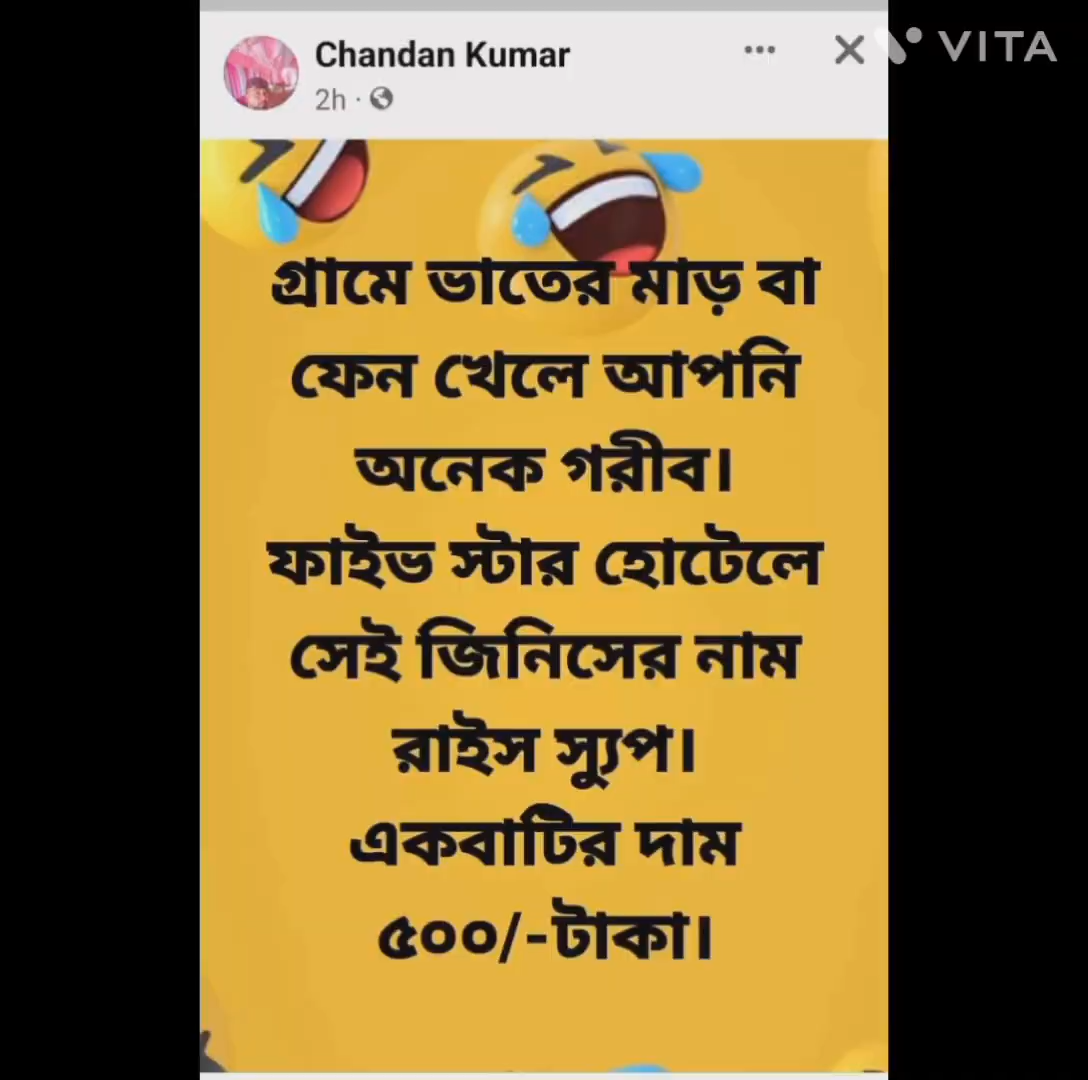 Chandan Kumar
VITA
2h
গ্রামে ভাতের মাড় বা
ফেন খেলে আপনি
অনেক গরীব।
ফাইভ স্টার হোটেলে
সেই জিনিসের নাম
রাইস স্যুপ।
একবাটির দাম
৫০০/-টাকা।